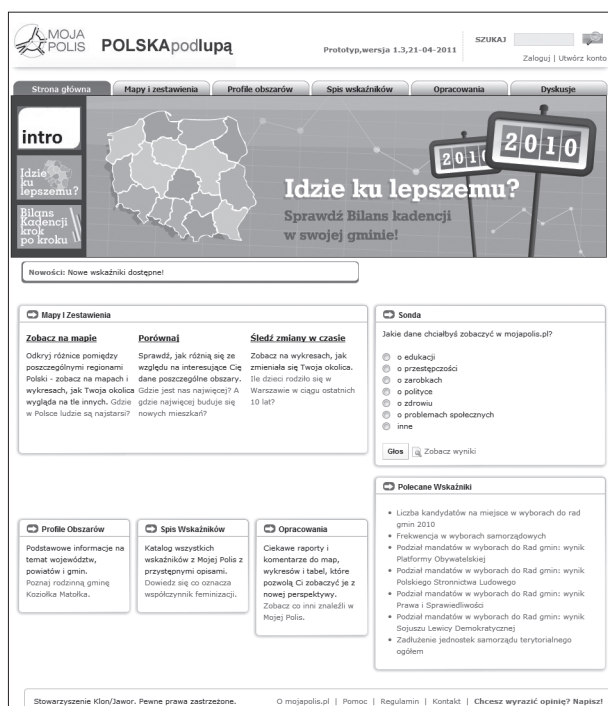 MOJA
POLIS
POLSKApodlupą
Prototyp,wersja 1.3,21-04-2011
SZUKAJ
Zaloguj | Utwórz konto
Strona główna
Mapy i zestawienia
Profile obszarów
Spis wskaźników
Opracowania
Dyskusje
intro
Idzie
ku
lepszemu?
Bilans
Kadencji
krok
po kroku
2010
2010
Idzie ku lepszemu?
Sprawdź Bilans kadencji
w swojej gminie!
Nowości: Nowe wskaźniki dostępne!
Mapy I Zestawienia
Zobacz na mapie
Odkryj różnice pomiędzy
poszczególnymi regionami
Polski - zobacz na mapach i
wykresach, jak Twoja okolica
wygląda na tle innych. Gdzie
w Polsce ludzie są najstarsi?
Porównaj
Sprawdź, jak różnią się ze
względu na interesujące Cię
dane poszczególne obszary.
Gdzie jest nas najwięcej? A
gdzie najwięcej buduje się
nowych mieszkań?
Śledź zmiany w czasie
Zobacz na wykresach, jak
zmieniała się Twoja okolica.
Ile dzieci rodziło się w
Warszawie w ciągu ostatnich
10 lat?
Sonda
Jakie dane chciałbyś zobaczyć w mojapolis.pl?
o edukacji
o przestępczości
o zarobkach
o polityce
o zdrowiu
o problemach społecznych
inne
Głos
Zobacz wyniki
Profile Obszarów
Podstawowe informacje na
temat województw,
powiatów i gmin.
Poznaj rodzinną gminę
Koziołka Matołka.
Spis Wskaźników
Katalog wszystkich
wskaźników z Mojej Polis z
przystępnymi opisami.
Dowiedz się co oznacza
współczynnik feminizacji.
Opracowania
Ciekawe raporty i
komentarze do map,
wykresów i tabel, które
pozwolą Ci zobaczyć je z
nowej perspektywy.
Zobacz co inni znaleźli w
Mojej Polis.
Polecane Wskaźniki
Liczba kandydatów na miejsce w wyborach do rad
gmin 2010
Frekwencja w wyborach samorządowych
Podział mandatów w wyborach do Rad gmin: wynik
Platformy Obywatelskiej
Podział mandatów w wyborach do Rad gmin: wynik
Polskiego Stronnictwa Ludowego
Podział mandatów w wyborach do Rad gmin: wynik
Prawa i Sprawiedliwości
Podział mandatów w wyborach do Rad gmin: wynik
Sojuszu Lewicy Demokratycznej
Zadłużenie jednostek samorządu terytorialnego
ogółem
Stowarzyszenie Klon/Jawor. Pewne prawa zastrzeżone.
O mojapolis.pl | Pomoc | Regulamin | Kontakt | Chcesz wyrazić opinię? Napisz!